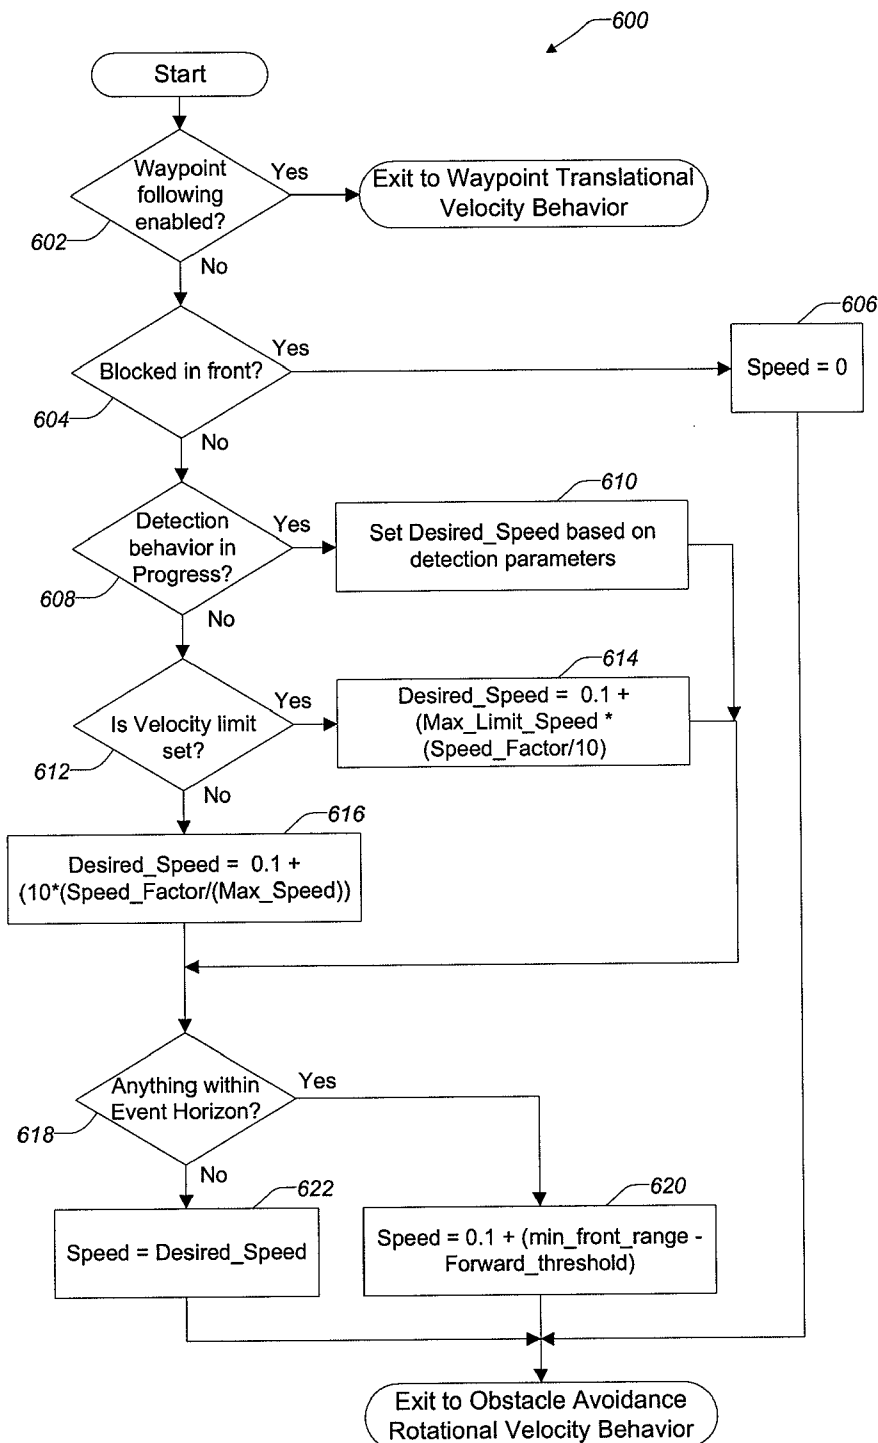 600
Start
Waypoint
following
enabled?
Yes
Exit to Waypoint Translational
Velocity Behavior
602
No
606
Blocked in front?
Yes
Speed = 0
604
No
610
Detection
behavior in
Progress?
Yes
Set Desired_Speed based on
detection parameters
608
No
614
Is Velocity limit
set?
Yes
Desired_Speed = 0.1 +
(Max_Limit_Speed *
(Speed_Factor/10)
612
No
616
Desired_Speed = 0.1 +
(10*(Speed_Factor/(Max_Speed))
Anything within
Event Horizon?
Yes
618
No
622
620
Speed = Desired_Speed
Speed = 0.1 + (min_front_range -
Forward_threshold)
Exit to Obstacle Avoidance
Rotational Velocity Behavior